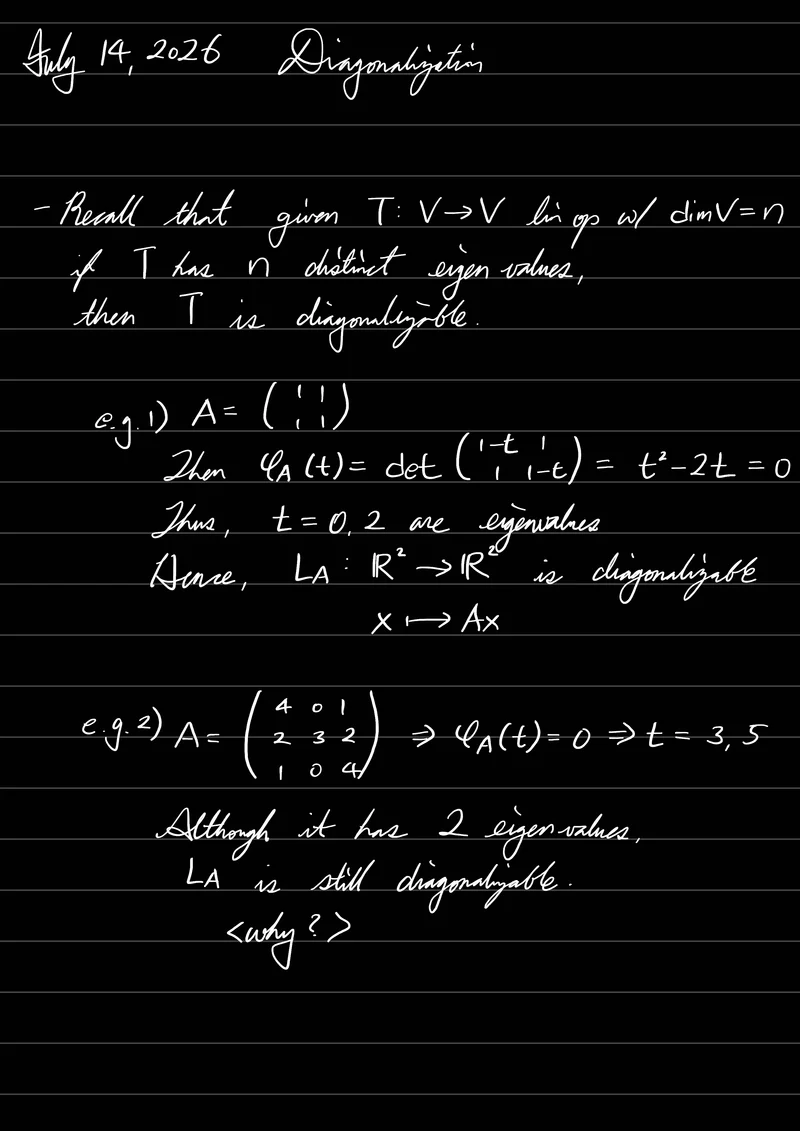 July 14, 2026 Diagonalization
- Recall that given T: V→V lin op w/ dimV=n
if T has n distinct eigen values,
then T is diagonalizable.
e.g. 1) A = ( 1 1
1 1 )
Then φA(t) = det ( 1-t 1
1 1-t ) = t² - 2t = 0
Thus, t = 0, 2 are eigenvalues
Hence, LA : ℝ² → ℝ² is diagonalizable
x ↦ Ax
e.g. 2) A = ( 4 0 1
2 3 2
1 0 4 ) ⇒ φA(t) = 0 ⇒ t = 3, 5
Although it has 2 eigenvalues,
LA is still diagonalizable.
<why?>